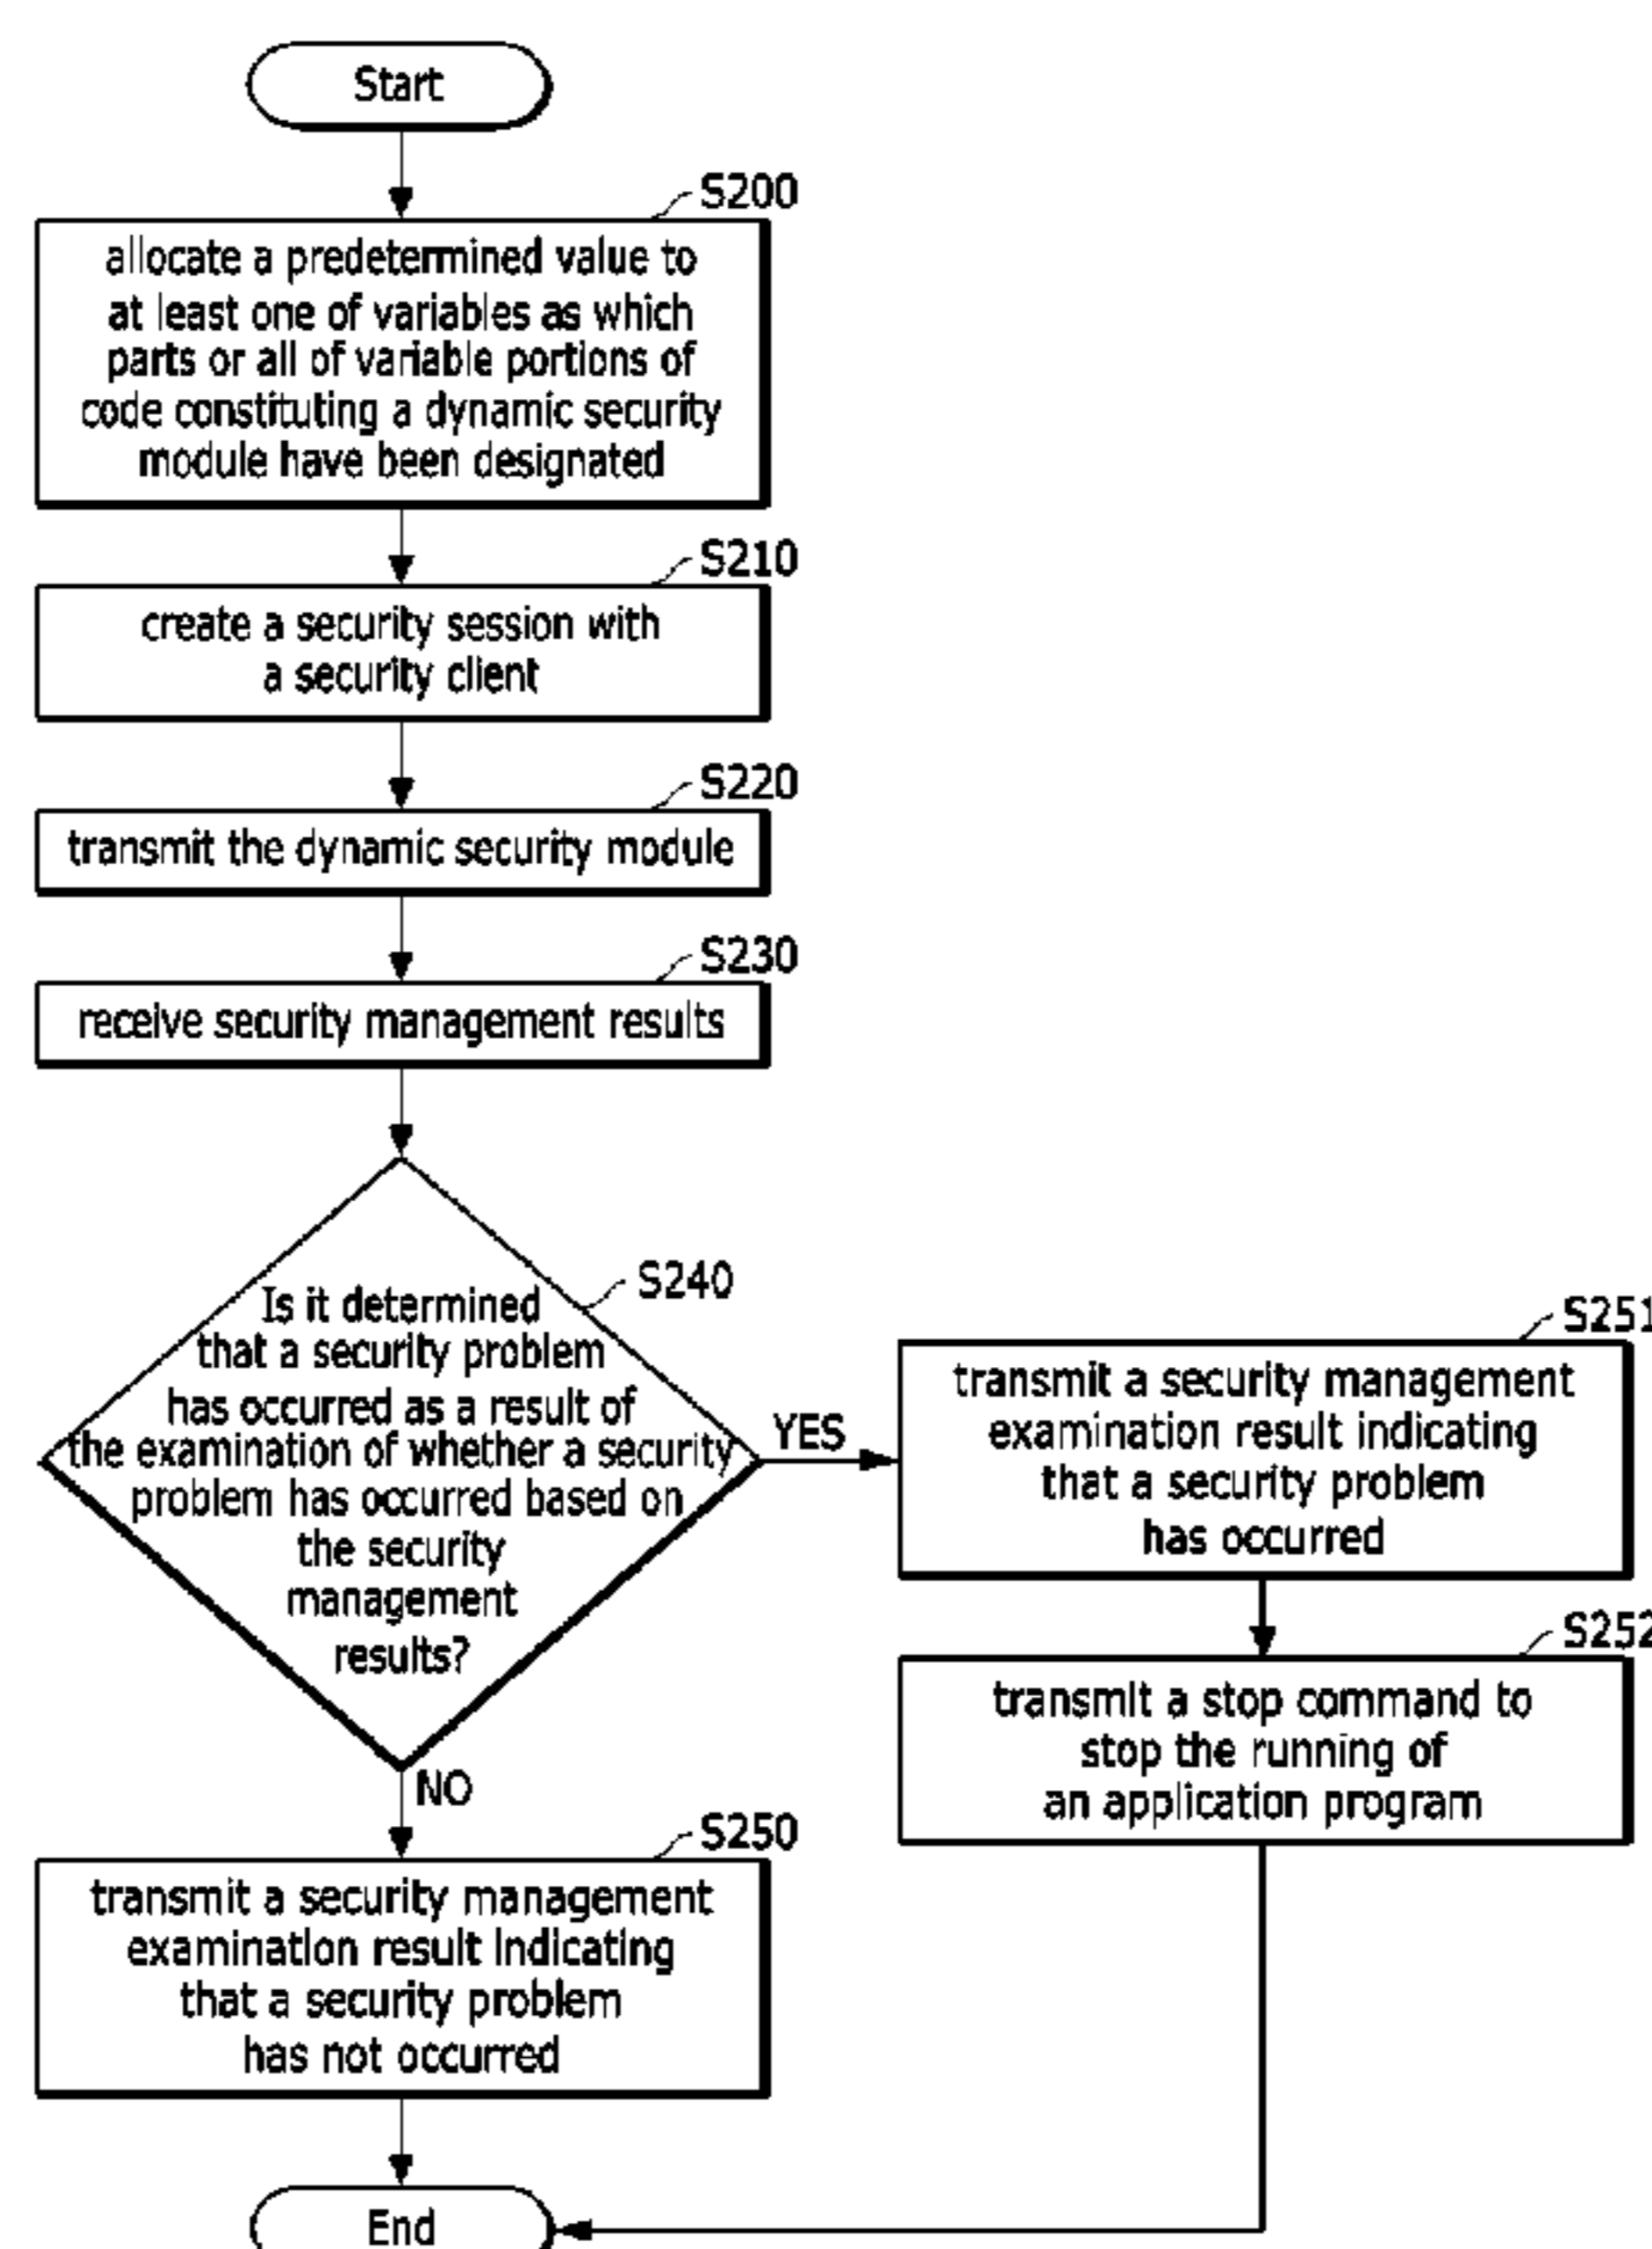 Start
S200
allocate a predetermined value to
at least one of variables as which
parts or all of variable portions of
code constituting a dynamic security
module have been designated
S210
create a security session with
a security client
S220
transmit the dynamic security module
S230
receive security management results
S240
Is it determined
that a security problem
has occurred as a result of
the examination of whether a security
problem has occurred based on
the security
management
results?
YES
S251
transmit a security management
examination result indicating
that a security problem
has occurred
S252
transmit a stop command to
stop the running of
an application program
NO
S250
transmit a security management
examination result indicating
that a security problem
has not occurred
End